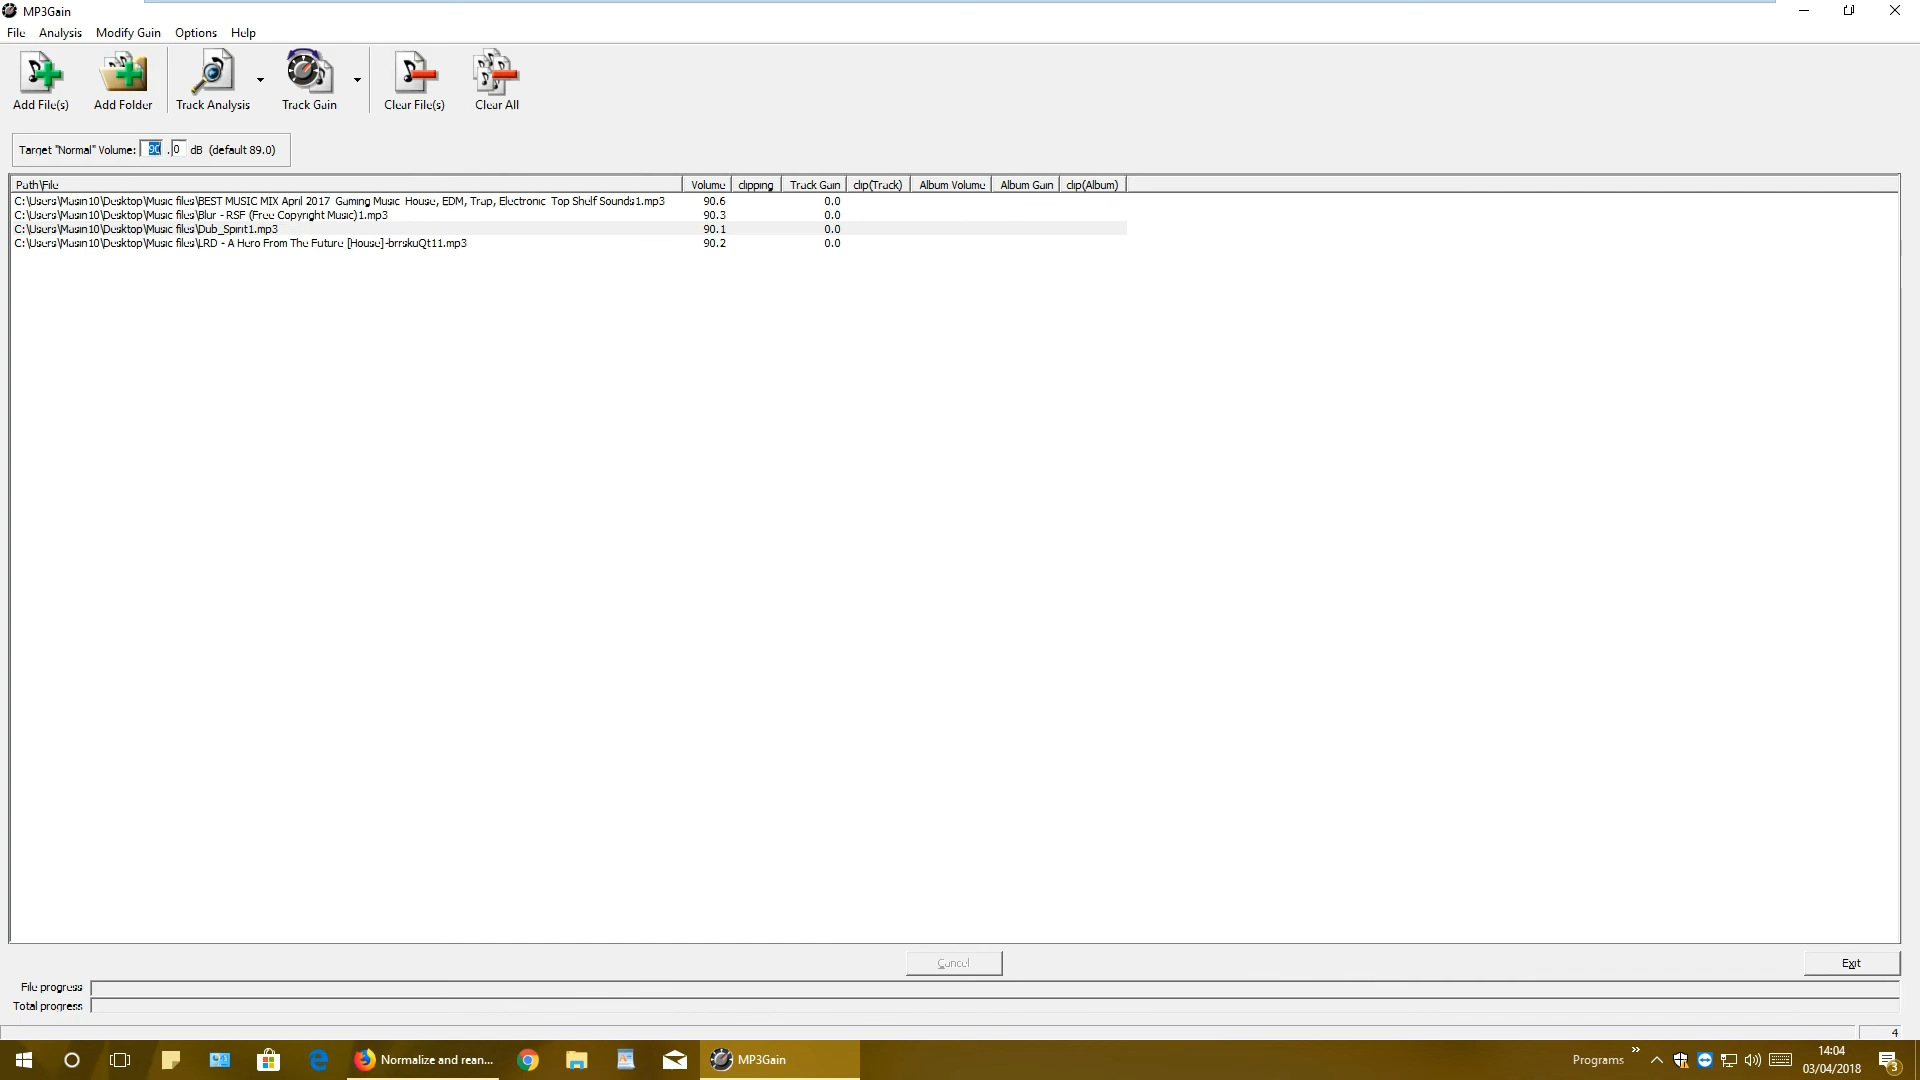 MP3Gain
File Analysis Modify Gain Options Help
Add File(s) Add Folder Track Analysis Track Gain Clear File(s) Clear All
Target "Normal" Volume: 90 . 0 dB (default 89.0)
Path\File Volume clipping Track Gain clip(Track) Album Volume Album Gain clip(Album)
C:\Users\Masin10\Desktop\Music files\BEST MUSIC MIX April 2017 Gaming Music House, EDM, Trap, Electronic Top Shelf Sounds1.mp3 90.6 0.0
C:\Users\Masin10\Desktop\Music files\Blur - RSF (Free Copyright Music)1.mp3 90.3 0.0
C:\Users\Masin10\Desktop\Music files\Dub_Spirit1.mp3 90.1 0.0
C:\Users\Masin10\Desktop\Music files\LRD - A Hero From The Future [House]-brrskuQt11.mp3 90.2 0.0
Cancel Exit
File progress
Total progress
4
Normalize and rean... MP3Gain Programs » 14:04
03/04/2018 3